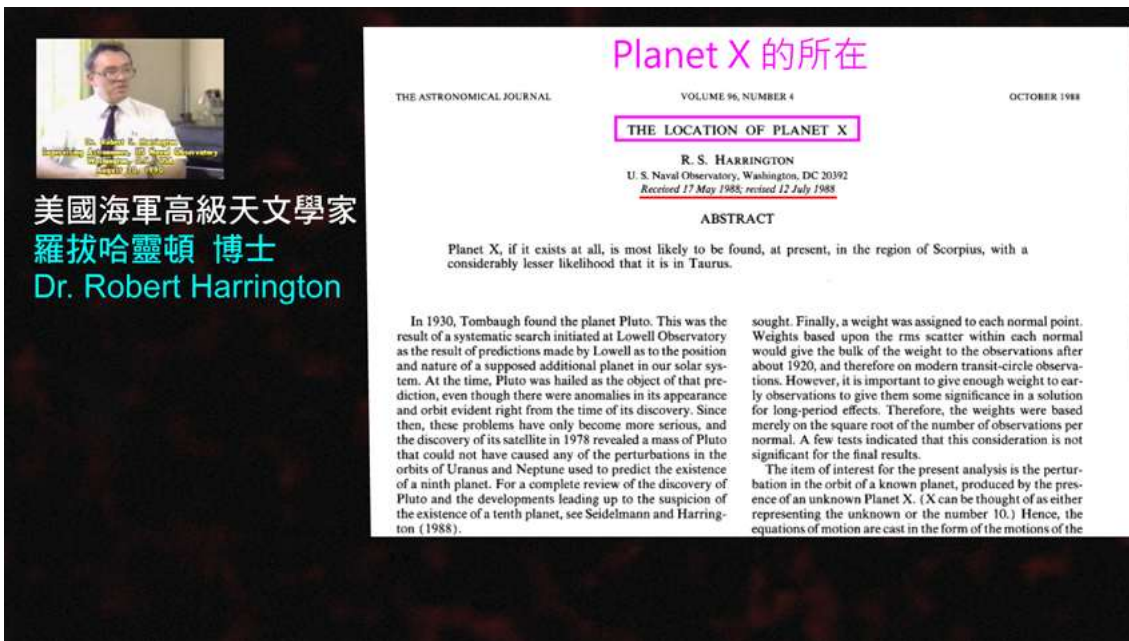 Planet X 的所在
THE ASTRONOMICAL JOURNAL
VOLUME 96, NUMBER 4
OCTOBER 1988
THE LOCATION OF PLANET X
R. S. HARRINGTON
U. S. Naval Observatory, Washington, DC 20392
Received 17 May 1988; revised 12 July 1988
ABSTRACT
Planet X, if it exists at all, is most likely to be found, at present, in the region of Scorpius, with a
considerably lesser likelihood that it is in Taurus.
In 1930, Tombaugh found the planet Pluto. This was the
result of a systematic search initiated at Lowell Observatory
as the result of predictions made by Lowell as to the position
and nature of a supposed additional planet in our solar sys-
tem. At the time, Pluto was hailed as the object of that pre-
diction, even though there were anomalies in its appearance
and orbit evident right from the time of its discovery. Since
then, these problems have only become more serious, and
the discovery of its satellite in 1978 revealed a mass of Pluto
that could not have caused any of the perturbations in the
orbits of Uranus and Neptune used to predict the existence
of a ninth planet. For a complete review of the discovery of
Pluto and the developments leading up to the suspicion of
the existence of a tenth planet, see Seidelmann and Harring-
ton (1988).
sought. Finally, a weight was assigned to each normal point.
Weights based upon the rms scatter within each normal
would give the bulk of the weight to the observations after
about 1920, and therefore on modern transit-circle observa-
tions. However, it is important to give enough weight to ear-
ly observations to give them some significance in a solution
for long-period effects. Therefore, the weights were based
merely on the square root of the number of observations per
normal. A few tests indicated that this consideration is not
significant for the final results.
The item of interest for the present analysis is the pertur-
bation in the orbit of a known planet, produced by the pres-
ence of an unknown Planet X. (X can be thought of as either
representing the unknown or the number 10.) Hence, the
equations of motion are cast in the form of the motions of the
Dr. Robert S. Harrington
美國海軍高級天文學家
羅拔哈靈頓 博士
Dr. Robert Harrington